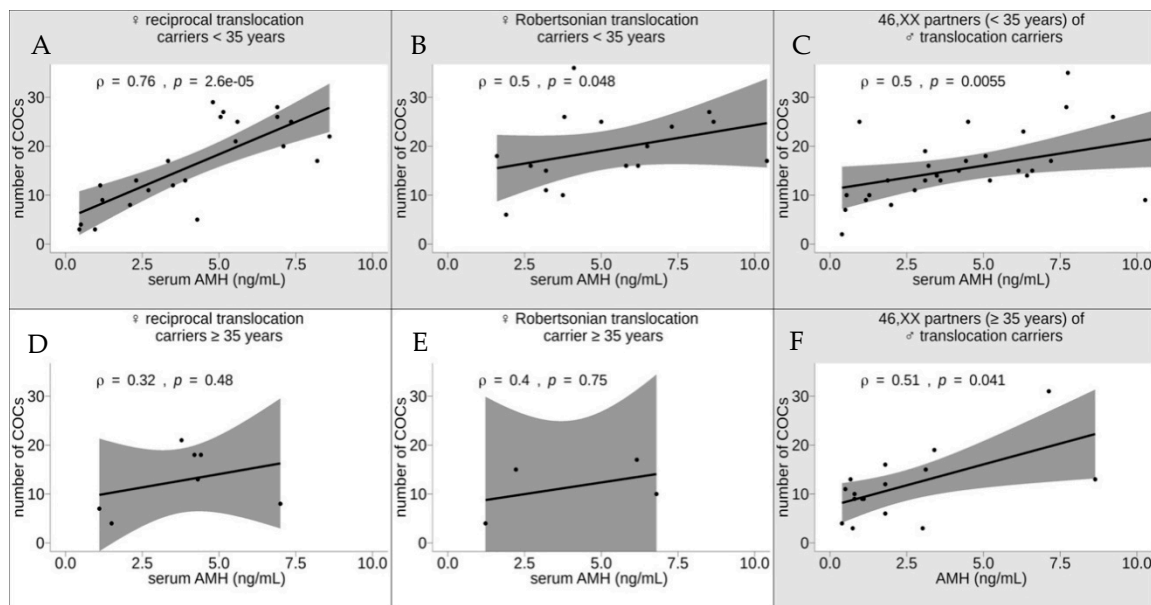 A
♀ reciprocal translocation
carriers < 35 years
ρ = 0.76 , p = 2.6e-05
number of COCs
30
20
10
0
0.0 2.5 5.0 7.5 10.0
serum AMH (ng/mL)
B
♀ Robertsonian translocation
carriers < 35 years
ρ = 0.5 , p = 0.048
number of COCs
30
20
10
0
0.0 2.5 5.0 7.5 10.0
serum AMH (ng/mL)
C
46,XX partners (< 35 years) of
♂ translocation carriers
ρ = 0.5 , p = 0.0055
number of COCs
30
20
10
0
0.0 2.5 5.0 7.5 10.0
serum AMH (ng/mL)
D
♀ reciprocal translocation
carriers ≥ 35 years
ρ = 0.32 , p = 0.48
number of COCs
30
20
10
0
0.0 2.5 5.0 7.5 10.0
serum AMH (ng/mL)
E
♀ Robertsonian translocation
carrier ≥ 35 years
ρ = 0.4 , p = 0.75
number of COCs
30
20
10
0
0.0 2.5 5.0 7.5 10.0
serum AMH (ng/mL)
F
46,XX partners (≥ 35 years) of
♂ translocation carriers
ρ = 0.51 , p = 0.041
number of COCs
30
20
10
0
0.0 2.5 5.0 7.5 10.0
AMH (ng/mL)